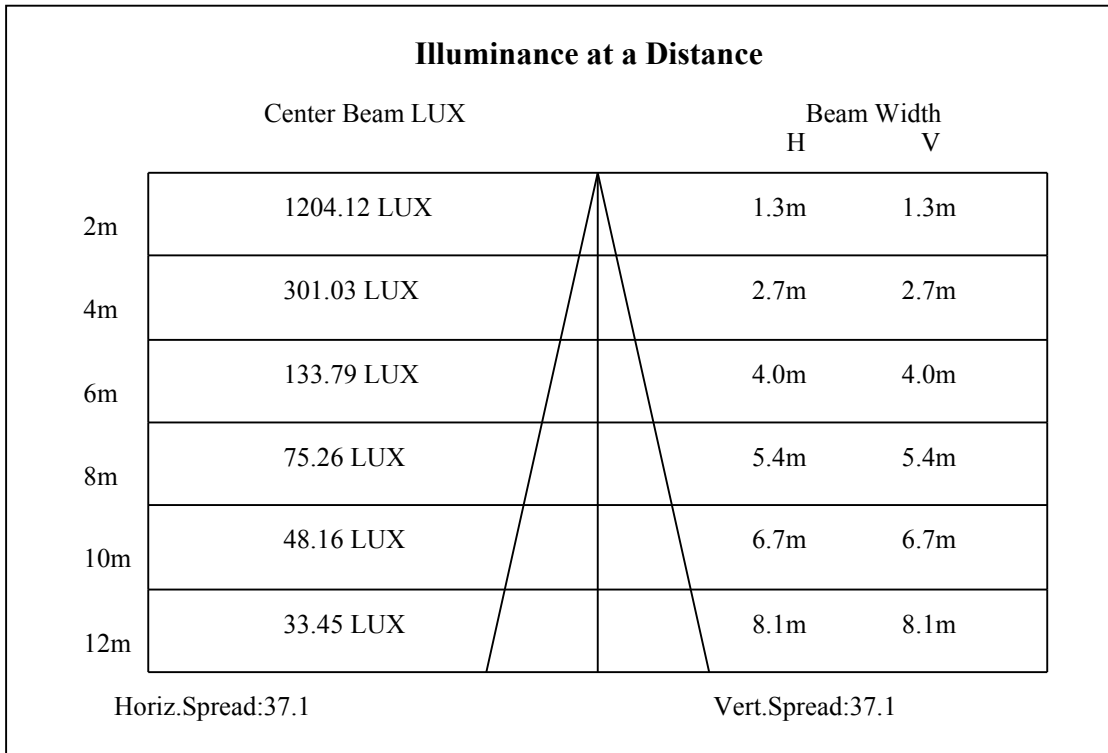 Illuminance at a Distance
Center Beam LUX Beam Width
H V
2m 1204.12 LUX 1.3m 1.3m
4m 301.03 LUX 2.7m 2.7m
6m 133.79 LUX 4.0m 4.0m
8m 75.26 LUX 5.4m 5.4m
10m 48.16 LUX 6.7m 6.7m
12m 33.45 LUX 8.1m 8.1m
Horiz.Spread:37.1 Vert.Spread:37.1